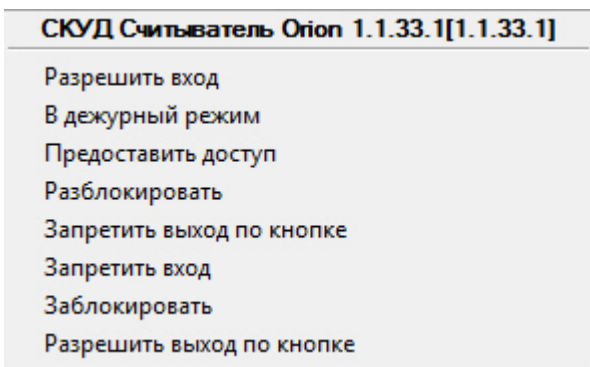 СКУД Считыватель Orion 1.1.33.1[1.1.33.1]
Разрешить вход
В дежурный режим
Предоставить доступ
Разблокировать
Запретить выход по кнопке
Запретить вход
Заблокировать
Разрешить выход по кнопке